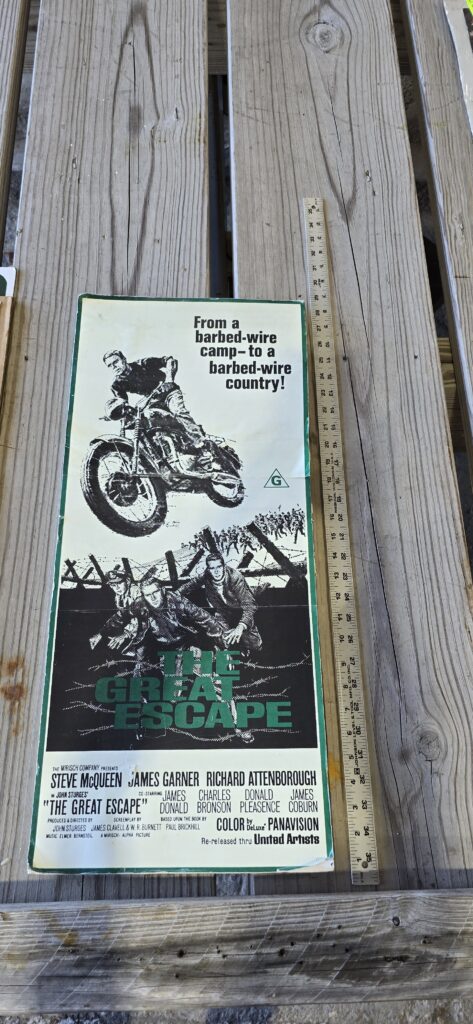 From a
barbed-wire
camp–to a
barbed-wire
country!
G
THE
GREAT
ESCAPE
THE MIRISCH COMPANY PRESENTS
STEVE McQUEEN JAMES GARNER RICHARD ATTENBOROUGH
IN JOHN STURGES' "THE GREAT ESCAPE" CO-STARRING JAMES DONALD CHARLES BRONSON DONALD PLEASENCE JAMES COBURN
PRODUCED & DIRECTED BY JOHN STURGES SCREENPLAY BY JAMES CLAVELL & W. R. BURNETT BASED UPON THE BOOK BY PAUL BRICKHILL COLOR by DeLuxe PANAVISION
MUSIC ELMER BERNSTEIN A MIRISCH-ALPHA PICTURE Re-released thru United Artists